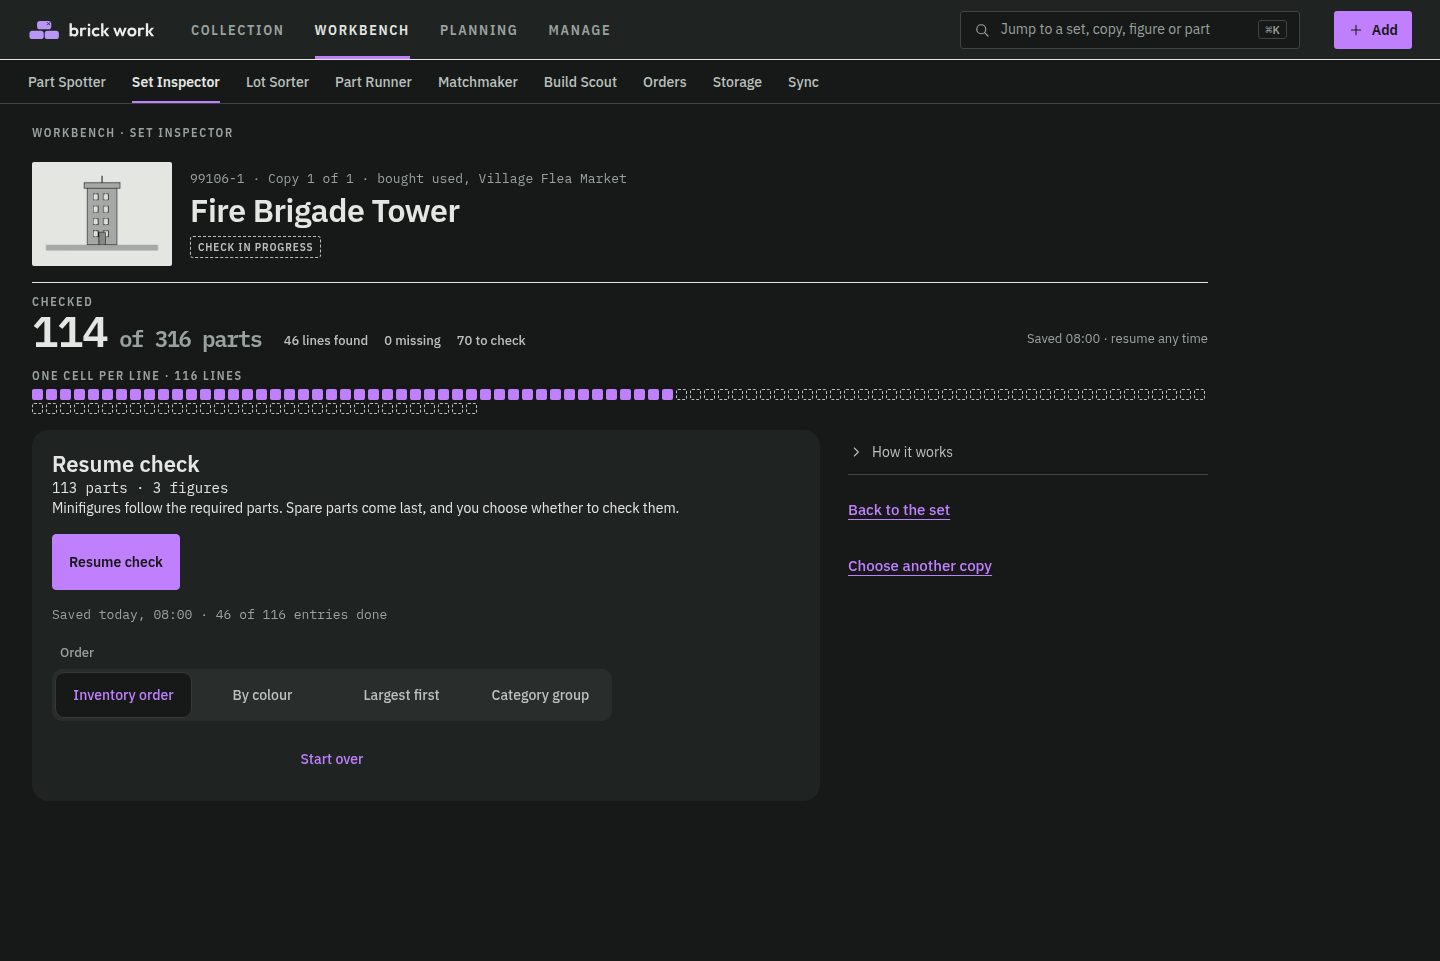 brick work
COLLECTION
WORKBENCH
PLANNING
MANAGE
Jump to a set, copy, figure or part
⌘K
+ Add
Part Spotter
Set Inspector
Lot Sorter
Part Runner
Matchmaker
Build Scout
Orders
Storage
Sync
WORKBENCH · SET INSPECTOR
99106-1 · Copy 1 of 1 · bought used, Village Flea Market
Fire Brigade Tower
CHECK IN PROGRESS
CHECKED
114 of 316 parts
46 lines found
0 missing
70 to check
Saved 08:00 · resume any time
ONE CELL PER LINE · 116 LINES
Resume check
113 parts · 3 figures
Minifigures follow the required parts. Spare parts come last, and you choose whether to check them.
Resume check
Saved today, 08:00 · 46 of 116 entries done
Order
Inventory order
By colour
Largest first
Category group
Start over
How it works
Back to the set
Choose another copy